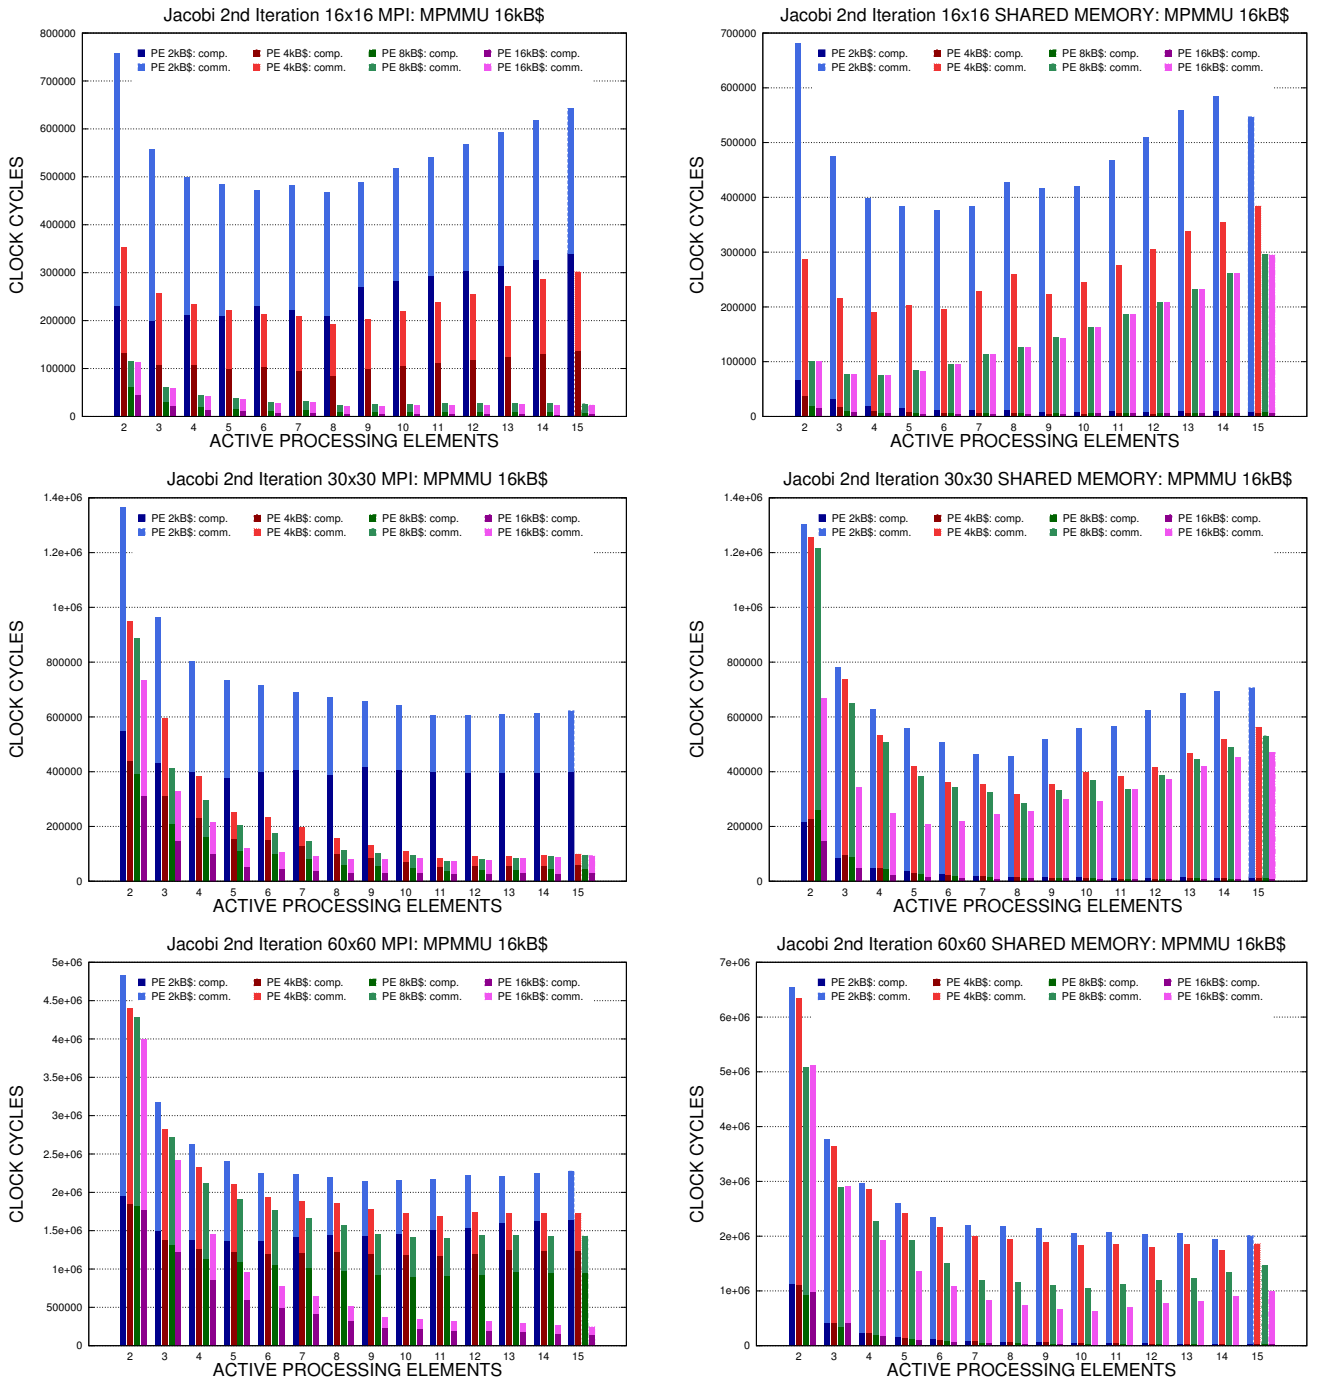 Jacobi 2nd Iteration 16x16 MPI: MPMMU 16kB$
CLOCK CYCLES
800000
700000
600000
500000
400000
300000
200000
100000
0
PE 2kB$: comp. PE 4kB$: comp. PE 8kB$: comp. PE 16kB$: comp.
PE 2kB$: comm. PE 4kB$: comm. PE 8kB$: comm. PE 16kB$: comm.
2 3 4 5 6 7 8 9 10 11 12 13 14 15
ACTIVE PROCESSING ELEMENTS
Jacobi 2nd Iteration 16x16 SHARED MEMORY: MPMMU 16kB$
CLOCK CYCLES
700000
600000
500000
400000
300000
200000
100000
0
PE 2kB$: comp. PE 4kB$: comp. PE 8kB$: comp. PE 16kB$: comp.
PE 2kB$: comm. PE 4kB$: comm. PE 8kB$: comm. PE 16kB$: comm.
2 3 4 5 6 7 8 9 10 11 12 13 14 15
ACTIVE PROCESSING ELEMENTS
Jacobi 2nd Iteration 30x30 MPI: MPMMU 16kB$
CLOCK CYCLES
1.4e+06
1.2e+06
1e+06
800000
600000
400000
200000
0
PE 2kB$: comp. PE 4kB$: comp. PE 8kB$: comp. PE 16kB$: comp.
PE 2kB$: comm. PE 4kB$: comm. PE 8kB$: comm. PE 16kB$: comm.
2 3 4 5 6 7 8 9 10 11 12 13 14 15
ACTIVE PROCESSING ELEMENTS
Jacobi 2nd Iteration 30x30 SHARED MEMORY: MPMMU 16kB$
CLOCK CYCLES
1.4e+06
1.2e+06
1e+06
800000
600000
400000
200000
0
PE 2kB$: comp. PE 4kB$: comp. PE 8kB$: comp. PE 16kB$: comp.
PE 2kB$: comm. PE 4kB$: comm. PE 8kB$: comm. PE 16kB$: comm.
2 3 4 5 6 7 8 9 10 11 12 13 14 15
ACTIVE PROCESSING ELEMENTS
Jacobi 2nd Iteration 60x60 MPI: MPMMU 16kB$
CLOCK CYCLES
5e+06
4.5e+06
4e+06
3.5e+06
3e+06
2.5e+06
2e+06
1.5e+06
1e+06
500000
0
PE 2kB$: comp. PE 4kB$: comp. PE 8kB$: comp. PE 16kB$: comp.
PE 2kB$: comm. PE 4kB$: comm. PE 8kB$: comm. PE 16kB$: comm.
2 3 4 5 6 7 8 9 10 11 12 13 14 15
ACTIVE PROCESSING ELEMENTS
Jacobi 2nd Iteration 60x60 SHARED MEMORY: MPMMU 16kB$
CLOCK CYCLES
7e+06
6e+06
5e+06
4e+06
3e+06
2e+06
1e+06
0
PE 2kB$: comp. PE 4kB$: comp. PE 8kB$: comp. PE 16kB$: comp.
PE 2kB$: comm. PE 4kB$: comm. PE 8kB$: comm. PE 16kB$: comm.
2 3 4 5 6 7 8 9 10 11 12 13 14 15
ACTIVE PROCESSING ELEMENTS